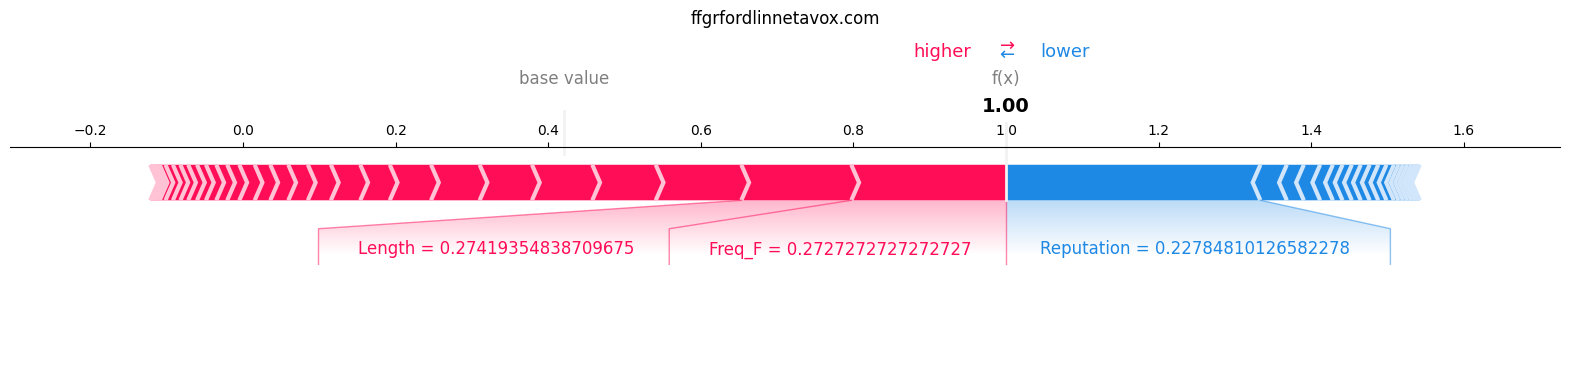 ffgrfordlinnetavox.com
higher ⇄ lower
base value f(x)
1.00
−0.2 0.0 0.2 0.4 0.6 0.8 1.0 1.2 1.4 1.6
Length = 0.27419354838709675 Freq_F = 0.2727272727272727 Reputation = 0.22784810126582278